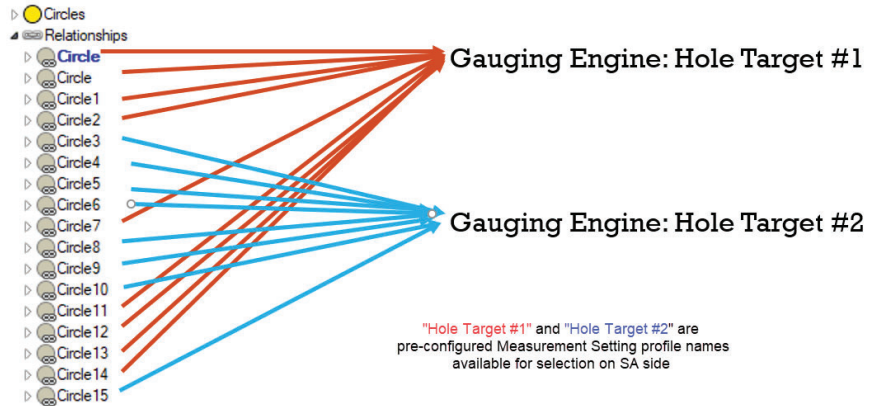 Circles
Relationships
Circle
Circle
Circle1
Circle2
Circle3
Circle4
Circle5
Circle6
Circle7
Circle8
Circle9
Circle10
Circle11
Circle12
Circle13
Circle14
Circle15
Gauging Engine: Hole Target #1
Gauging Engine: Hole Target #2
"Hole Target #1" and "Hole Target #2" are
pre-configured Measurement Setting profile names
available for selection on SA side